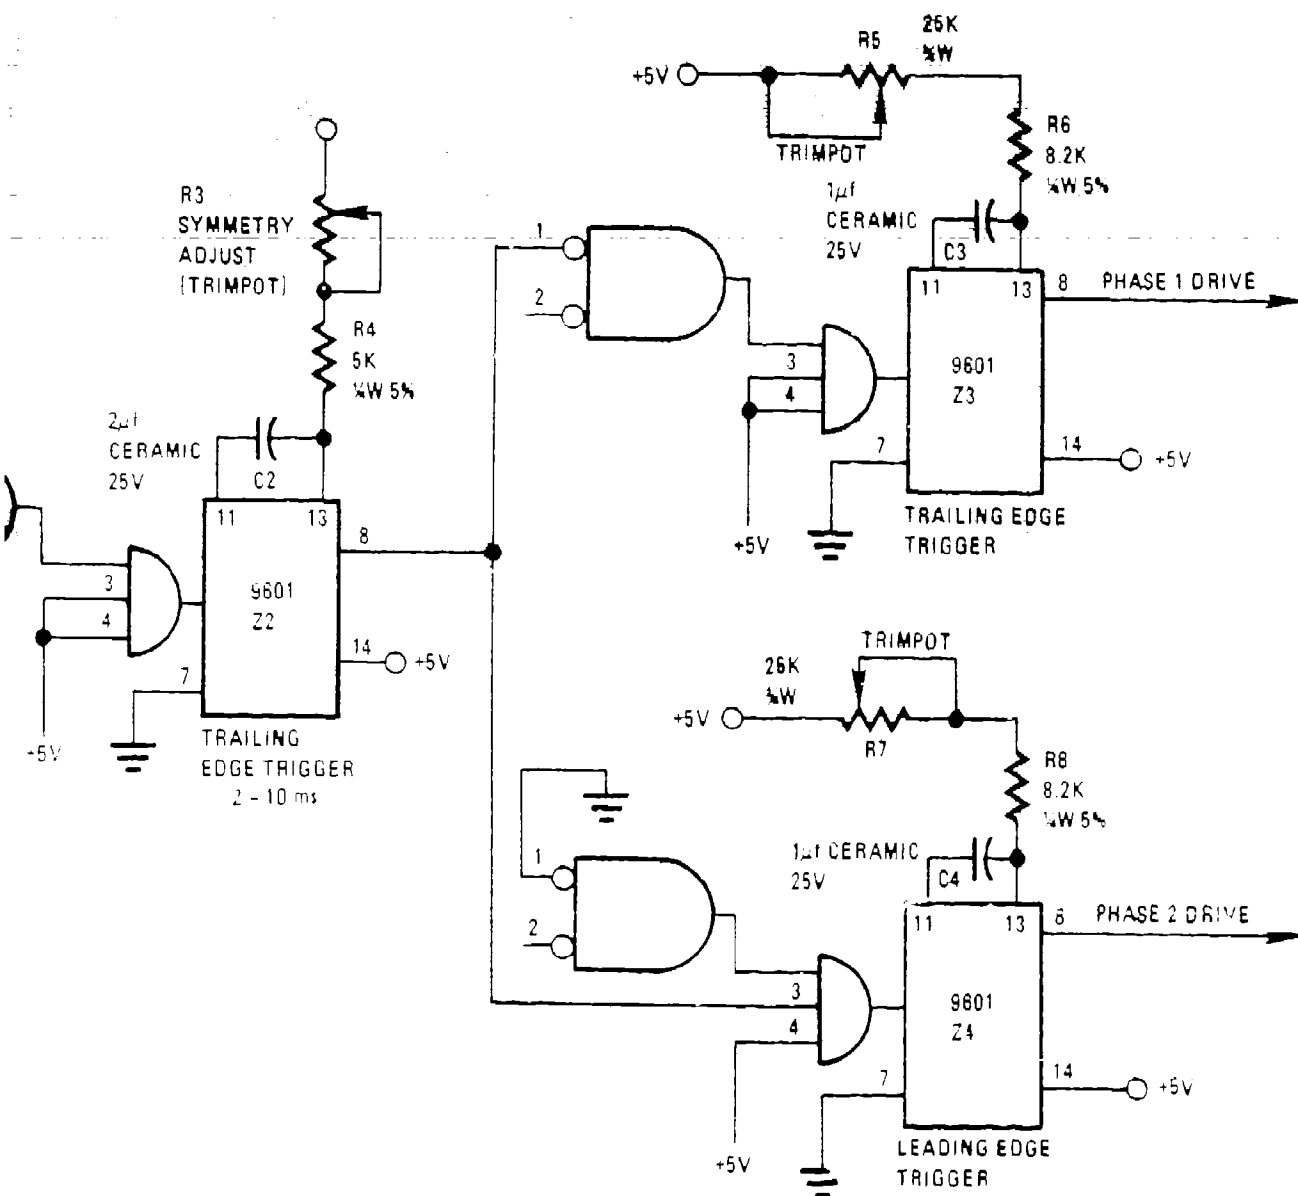 R5
25K
¼W
+5V
TRIMPOT
R6
8.2K
¼W 5%
1µf
CERAMIC
25V
C3
11
13
8
PHASE 1 DRIVE
9601
Z3
14
+5V
7
TRAILING EDGE
TRIGGER
1
2
3
4
+5V
R3
SYMMETRY
ADJUST
(TRIMPOT)
R4
5K
¼W 5%
2µf
CERAMIC
25V
C2
11
13
8
9601
Z2
3
4
14
+5V
7
+5V
TRAILING
EDGE TRIGGER
2-10 ms
TRIMPOT
25K
¼W
+5V
R7
R8
8.2K
¼W 5%
1µf CERAMIC
25V
C4
1
2
3
4
11
13
8
PHASE 2 DRIVE
9601
Z4
14
+5V
7
+5V
LEADING EDGE
TRIGGER